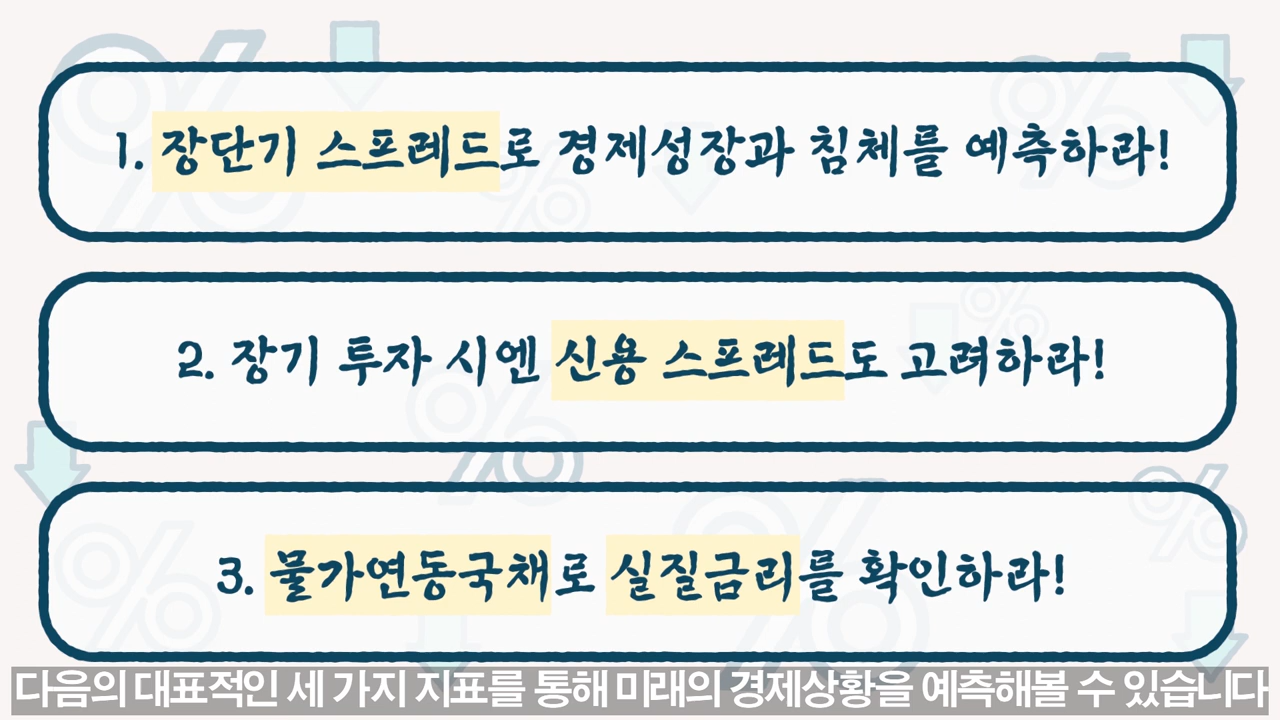 1. 장단기 스프레드로 경제성장과 침체를 예측하라!
2. 장기 투자 시엔 신용 스프레드도 고려하라!
3. 물가연동국채로 실질금리를 확인하라!
다음의 대표적인 세 가지 지표를 통해 미래의 경제상황을 예측해볼 수 있습니다